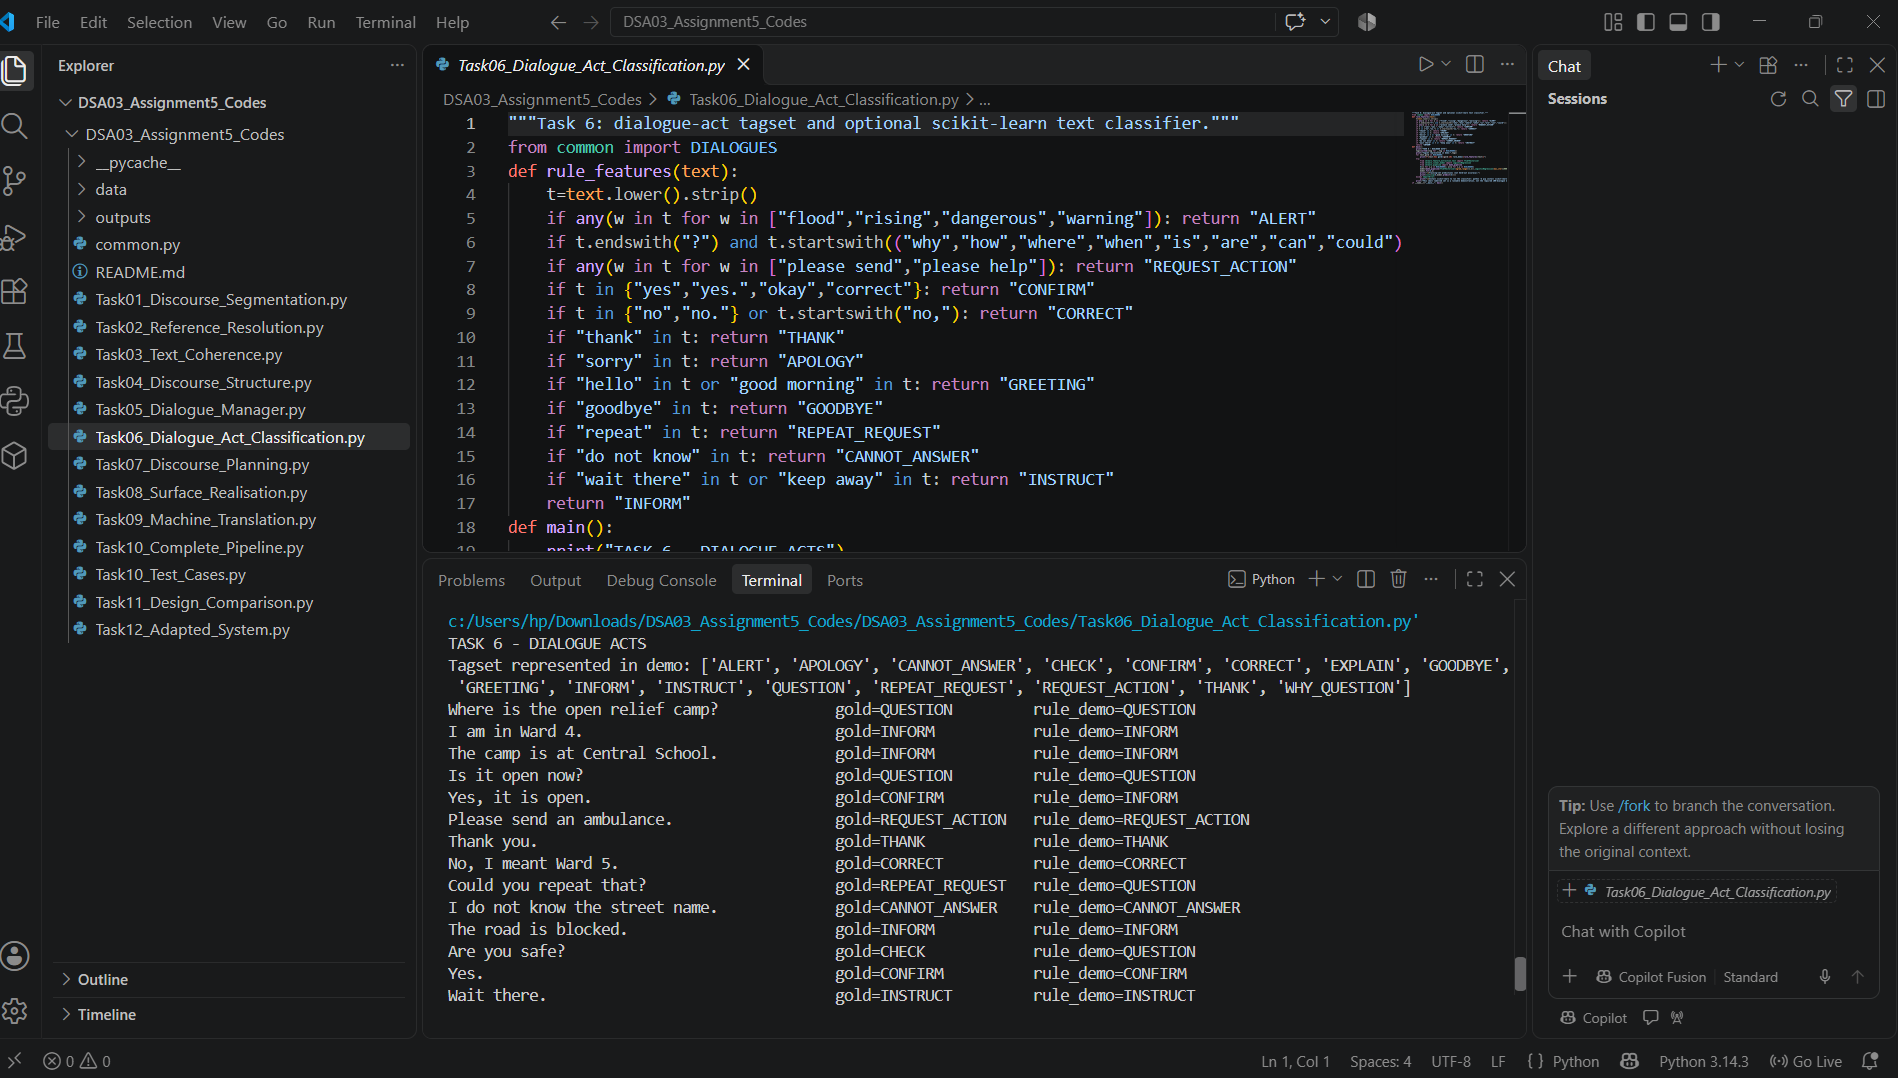 File Edit Selection View Go Run Terminal Help
DSA03_Assignment5_Codes
Explorer
DSA03_Assignment5_Codes
DSA03_Assignment5_Codes
__pycache__
data
outputs
common.py
README.md
Task01_Discourse_Segmentation.py
Task02_Reference_Resolution.py
Task03_Text_Coherence.py
Task04_Discourse_Structure.py
Task05_Dialogue_Manager.py
Task06_Dialogue_Act_Classification.py
Task07_Discourse_Planning.py
Task08_Surface_Realisation.py
Task09_Machine_Translation.py
Task10_Complete_Pipeline.py
Task10_Test_Cases.py
Task11_Design_Comparison.py
Task12_Adapted_System.py
Outline
Timeline
Task06_Dialogue_Act_Classification.py
DSA03_Assignment5_Codes > Task06_Dialogue_Act_Classification.py > ...
1 """Task 6: dialogue-act tagset and optional scikit-learn text classifier."""
2 from common import DIALOGUES
3 def rule_features(text):
4     t=text.lower().strip()
5     if any(w in t for w in ["flood","rising","dangerous","warning"]): return "ALERT"
6     if t.endswith("?") and t.startswith(("why","how","where","when","is","are","can","could")
7     if any(w in t for w in ["please send","please help"]): return "REQUEST_ACTION"
8     if t in {"yes","yes.","okay","correct"}: return "CONFIRM"
9     if t in {"no","no."} or t.startswith("no,"): return "CORRECT"
10     if "thank" in t: return "THANK"
11     if "sorry" in t: return "APOLOGY"
12     if "hello" in t or "good morning" in t: return "GREETING"
13     if "goodbye" in t: return "GOODBYE"
14     if "repeat" in t: return "REPEAT_REQUEST"
15     if "do not know" in t: return "CANNOT_ANSWER"
16     if "wait there" in t or "keep away" in t: return "INSTRUCT"
17     return "INFORM"
18 def main():
19     print("TASK 6 - DIALOGUE ACTS")
Problems Output Debug Console Terminal Ports
Python
c:/Users/hp/Downloads/DSA03_Assignment5_Codes/DSA03_Assignment5_Codes/Task06_Dialogue_Act_Classification.py'
TASK 6 - DIALOGUE ACTS
Tagset represented in demo: ['ALERT', 'APOLOGY', 'CANNOT_ANSWER', 'CHECK', 'CONFIRM', 'CORRECT', 'EXPLAIN', 'GOODBYE',
'GREETING', 'INFORM', 'INSTRUCT', 'QUESTION', 'REPEAT_REQUEST', 'REQUEST_ACTION', 'THANK', 'WHY_QUESTION']
Where is the open relief camp? gold=QUESTION rule_demo=QUESTION
I am in Ward 4. gold=INFORM rule_demo=INFORM
The camp is at Central School. gold=INFORM rule_demo=INFORM
Is it open now? gold=QUESTION rule_demo=QUESTION
Yes, it is open. gold=CONFIRM rule_demo=INFORM
Please send an ambulance. gold=REQUEST_ACTION rule_demo=REQUEST_ACTION
Thank you. gold=THANK rule_demo=THANK
No, I meant Ward 5. gold=CORRECT rule_demo=CORRECT
Could you repeat that? gold=REPEAT_REQUEST rule_demo=QUESTION
I do not know the street name. gold=CANNOT_ANSWER rule_demo=CANNOT_ANSWER
The road is blocked. gold=INFORM rule_demo=INFORM
Are you safe? gold=CHECK rule_demo=QUESTION
Yes. gold=CONFIRM rule_demo=CONFIRM
Wait there. gold=INSTRUCT rule_demo=INSTRUCT
Chat
Sessions
Tip: Use /fork to branch the conversation.
Explore a different approach without losing
the original context.
Task06_Dialogue_Act_Classification.py
Chat with Copilot
Copilot Fusion Standard
Copilot
0 0
Ln 1, Col 1 Spaces: 4 UTF-8 LF { } Python Python 3.14.3 Go Live